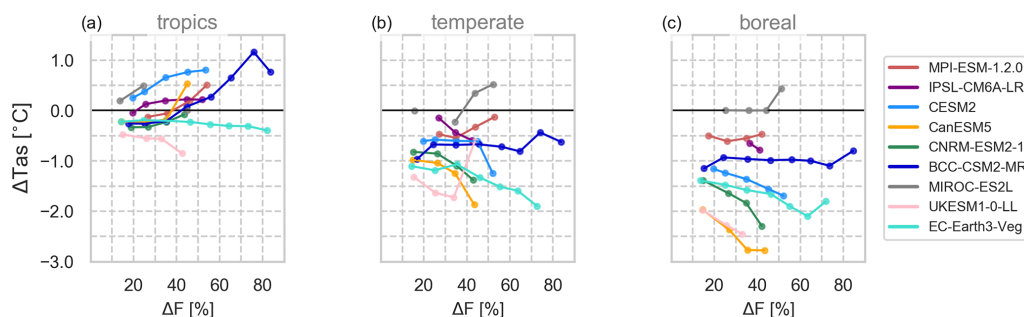 (a) tropics
(b) temperate
(c) boreal
ΔTas [°C]
1.0
0.0
−1.0
−2.0
−3.0
20 40 60 80
20 40 60 80
20 40 60 80
ΔF [%]
ΔF [%]
ΔF [%]
MPI-ESM-1.2.0
IPSL-CM6A-LR
CESM2
CanESM5
CNRM-ESM2-1
BCC-CSM2-MR
MIROC-ES2L
UKESM1-0-LL
EC-Earth3-Veg